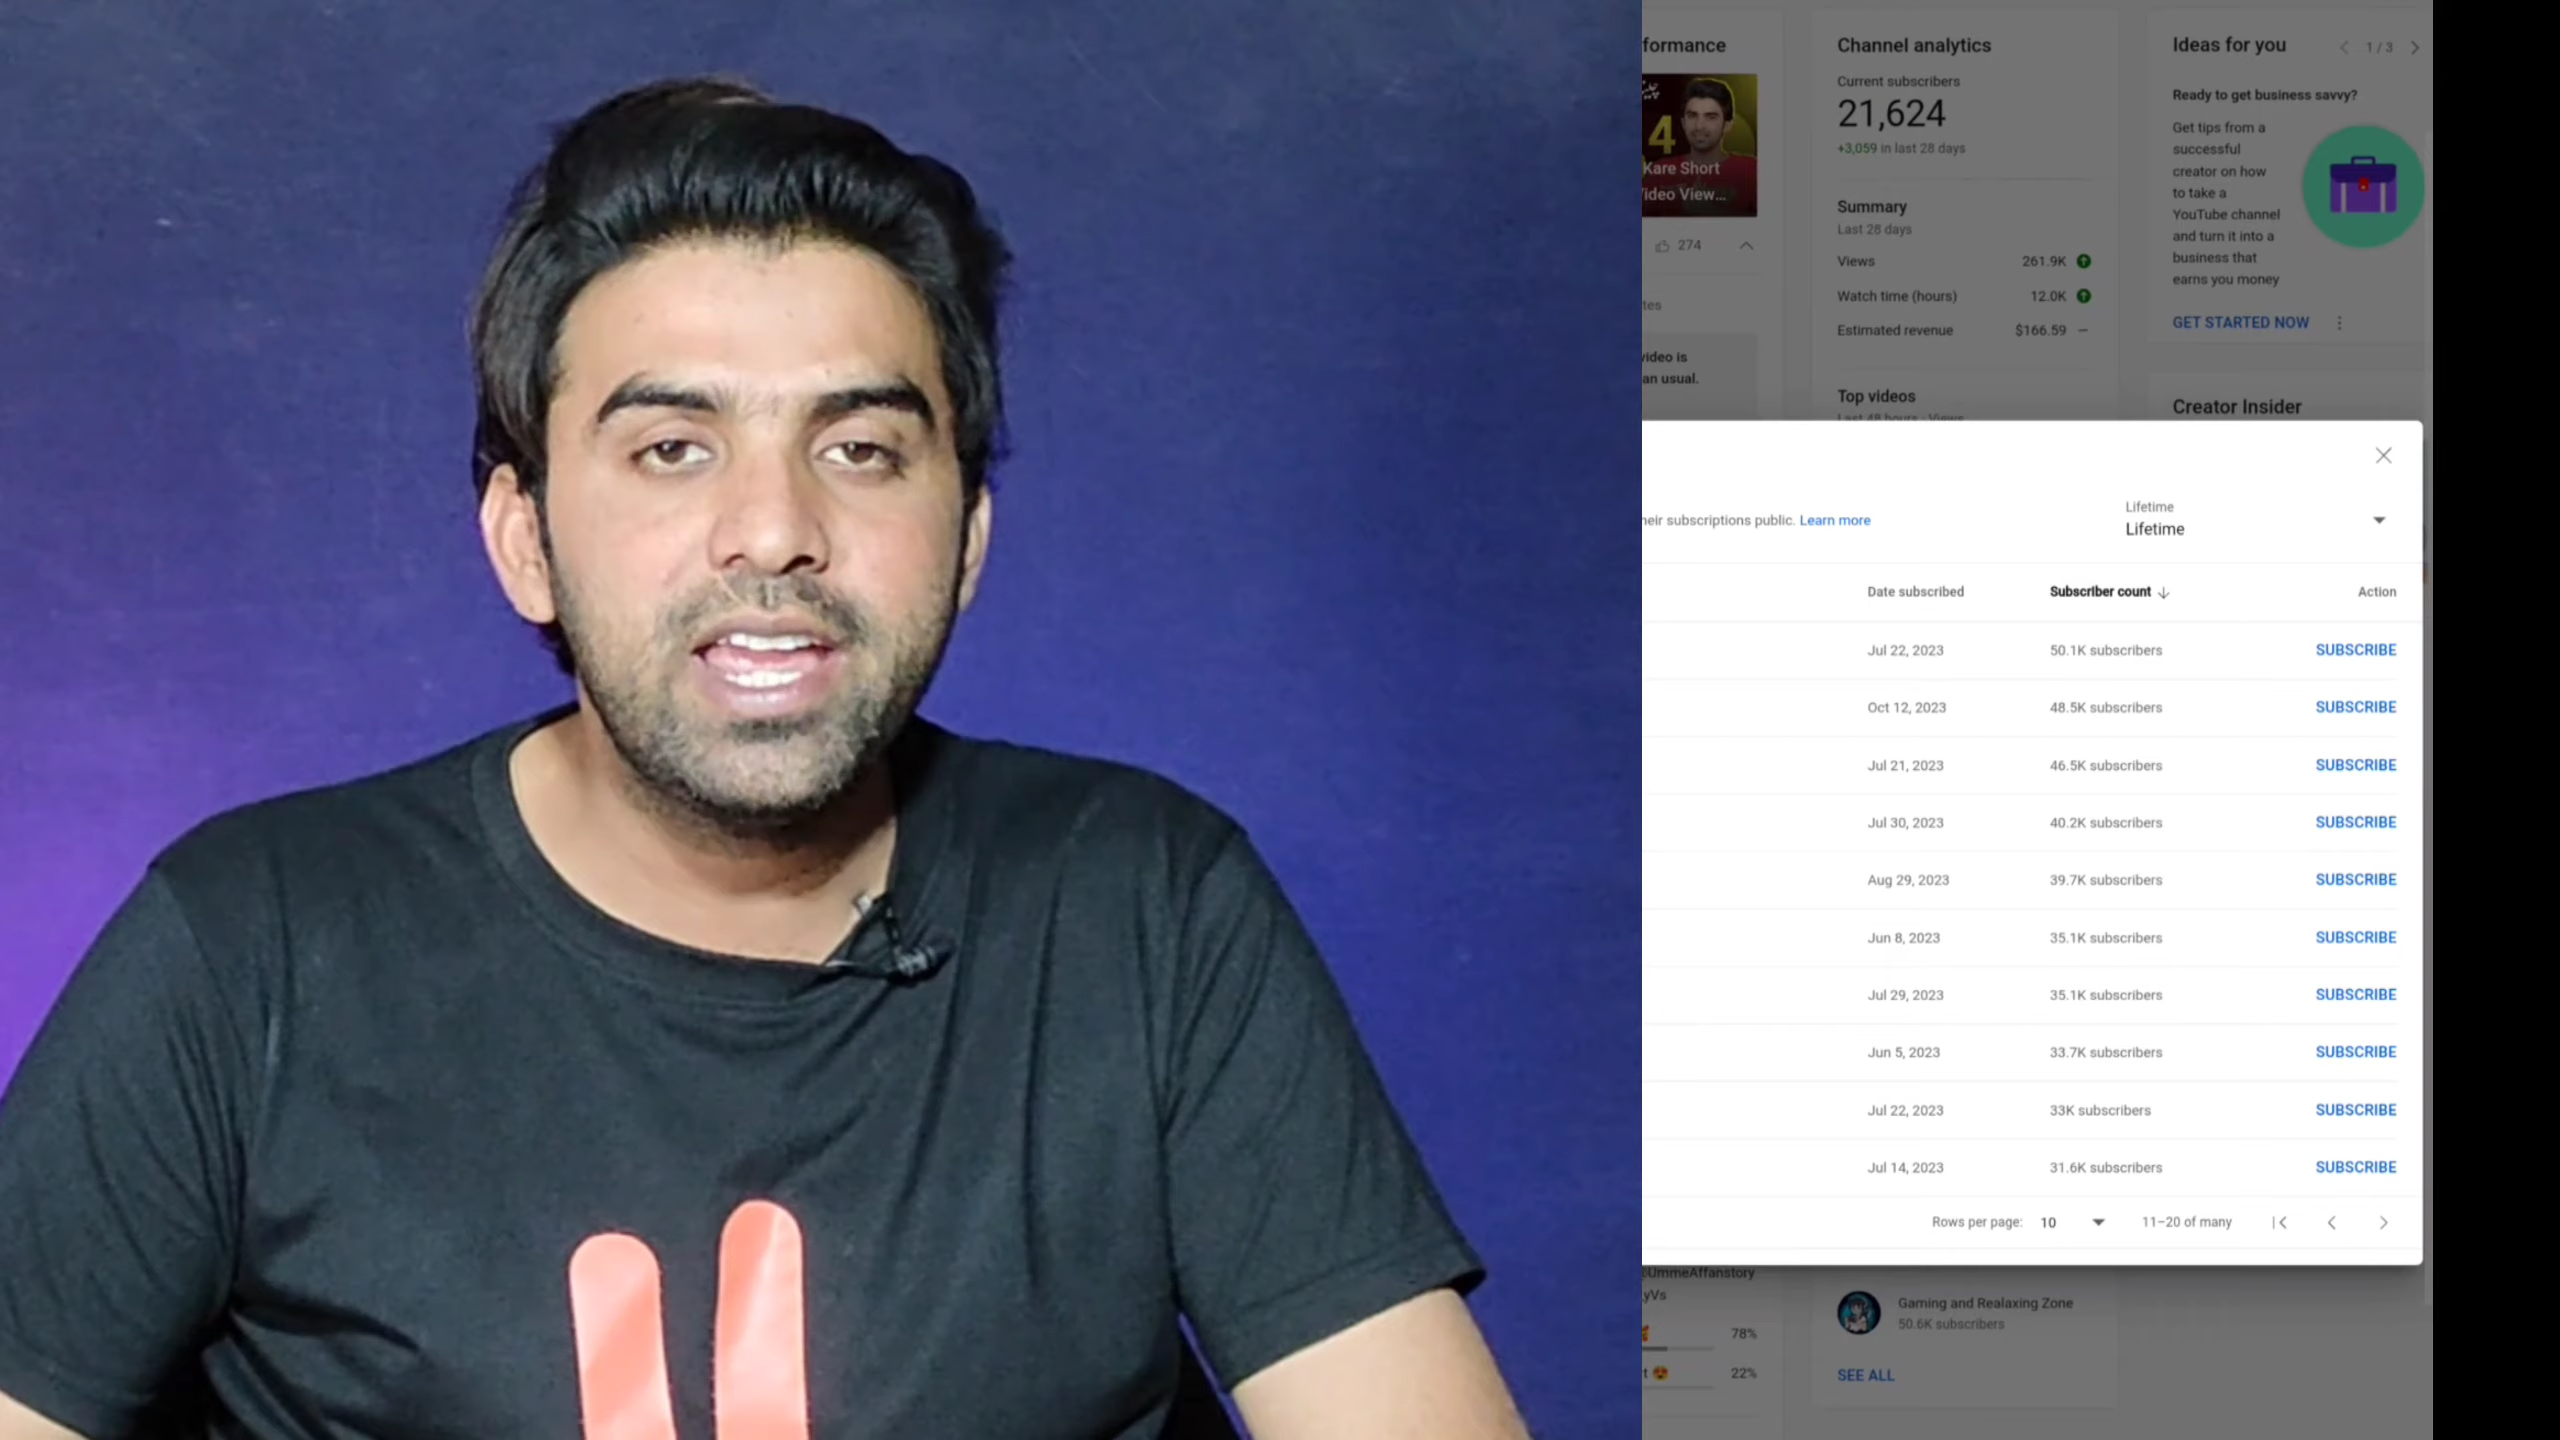 formance
4
Kare Short
ideo View...
274
tes
video is
an usual.
Channel analytics
Current subscribers
21,624
+3,059 in last 28 days
Summary
Last 28 days
Views 261.9K
Watch time (hours) 12.0K
Estimated revenue $166.59 —
Top videos
Last 48 hours · Views
Ideas for you
1 / 3
Ready to get business savvy?
Get tips from a
successful
creator on how
to take a
YouTube channel
and turn it into a
business that
earns you money
GET STARTED NOW
Creator Insider
heir subscriptions public. Learn more
Lifetime
Lifetime
Date subscribed Subscriber count Action
Jul 22, 2023 50.1K subscribers SUBSCRIBE
Oct 12, 2023 48.5K subscribers SUBSCRIBE
Jul 21, 2023 46.5K subscribers SUBSCRIBE
Jul 30, 2023 40.2K subscribers SUBSCRIBE
Aug 29, 2023 39.7K subscribers SUBSCRIBE
Jun 8, 2023 35.1K subscribers SUBSCRIBE
Jul 29, 2023 35.1K subscribers SUBSCRIBE
Jun 5, 2023 33.7K subscribers SUBSCRIBE
Jul 22, 2023 33K subscribers SUBSCRIBE
Jul 14, 2023 31.6K subscribers SUBSCRIBE
Rows per page: 10 11–20 of many
@UmmeAffanstory
yVs
78%
t 😍 22%
Gaming and Realaxing Zone
50.6K subscribers
SEE ALL